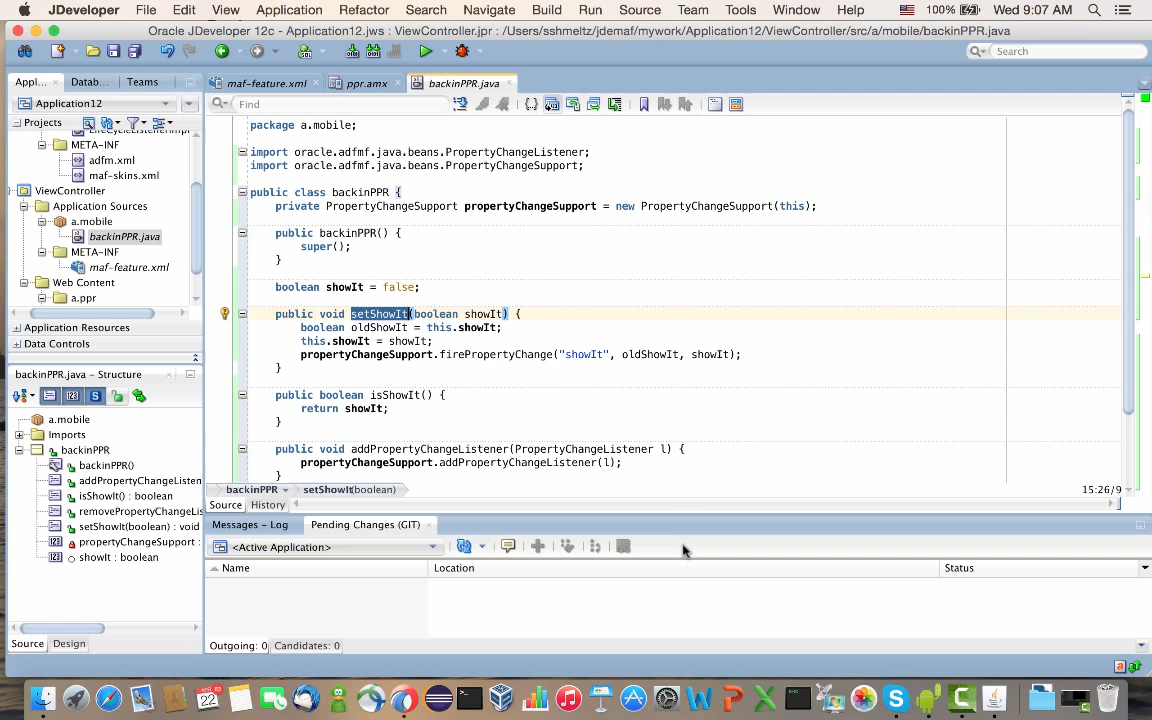 JDeveloper File Edit View Application Refactor Search Navigate Build Run Source Team Tools Window Help 100% Wed 9:07 AM
Oracle JDeveloper 12c - Application12.jws : ViewController.jpr : /Users/sshmeltz/jdemaf/mywork/Application12/ViewController/src/a/mobile/backinPPR.java
Search
Appl... Datab... Teams
maf-feature.xml ppr.amx backinPPR.java
Application12
Find
Projects
META-INF
adfm.xml
maf-skins.xml
ViewController
Application Sources
a.mobile
backinPPR.java
META-INF
maf-feature.xml
Web Content
a.ppr
Application Resources
Data Controls
package a.mobile;
import oracle.adfmf.java.beans.PropertyChangeListener;
import oracle.adfmf.java.beans.PropertyChangeSupport;
public class backinPPR {
private PropertyChangeSupport propertyChangeSupport = new PropertyChangeSupport(this);
public backinPPR() {
super();
}
boolean showIt = false;
public void setShowIt(boolean showIt) {
boolean oldShowIt = this.showIt;
this.showIt = showIt;
propertyChangeSupport.firePropertyChange("showIt", oldShowIt, showIt);
}
public boolean isShowIt() {
return showIt;
}
public void addPropertyChangeListener(PropertyChangeListener l) {
propertyChangeSupport.addPropertyChangeListener(l);
}
backinPPR setShowIt(boolean) 15:26/9
Source History
backinPPR.java - Structure
a.mobile
Imports
backinPPR
backinPPR()
addPropertyChangeListen
isShowIt() : boolean
removePropertyChangeLis
setShowIt(boolean) : void
propertyChangeSupport :
showIt : boolean
Source Design
Messages - Log Pending Changes (GIT)
<Active Application>
Name Location Status
Outgoing: 0 Candidates: 0